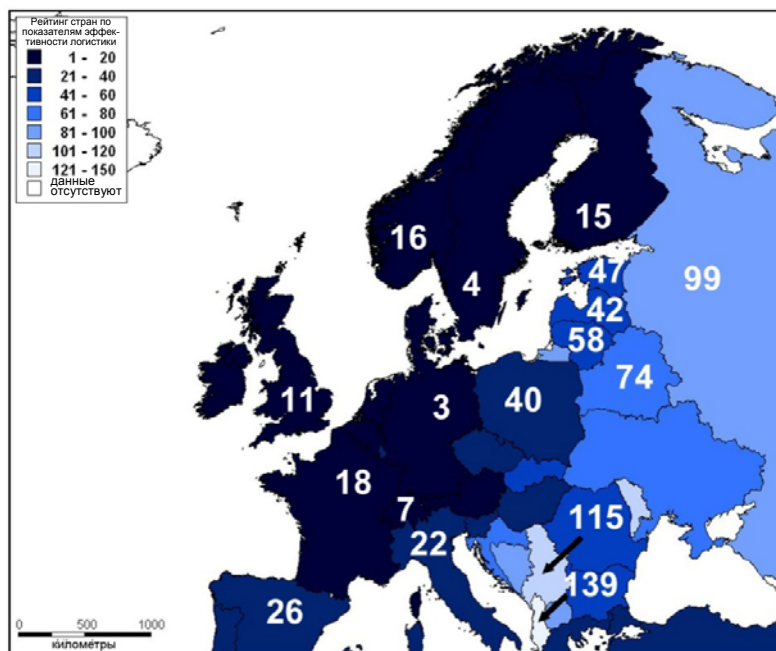 Рейтинг стран по
показателям эффек-
тивности логистики
1 - 20
21 - 40
41 - 60
61 - 80
81 - 100
101 - 120
121 - 150
данные
отсутствуют
16
15
4
47
99
42
58
74
11
3
40
18
7
115
22
139
26
0 500 1000
километры